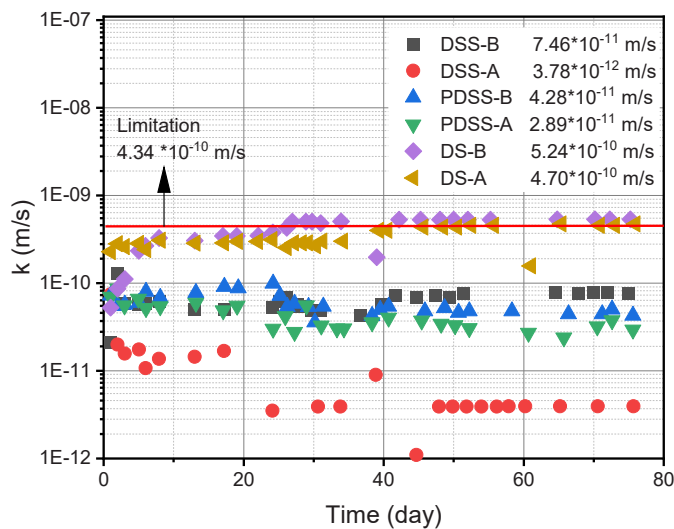 1E-06
1E-07
1E-08
1E-09
1E-10
1E-11
1E-12
k (m/s)
DSS-B 7.46*10-11 m/s
DSS-A 3.78*10-12 m/s
PDSS-B 4.28*10-11 m/s
PDSS-A 2.89*10-11 m/s
DS-B 5.24*10-10 m/s
DS-A 4.70*10-10 m/s
Limitation
4.34 *10-10 m/s
0 20 40 60 80
Time (day)